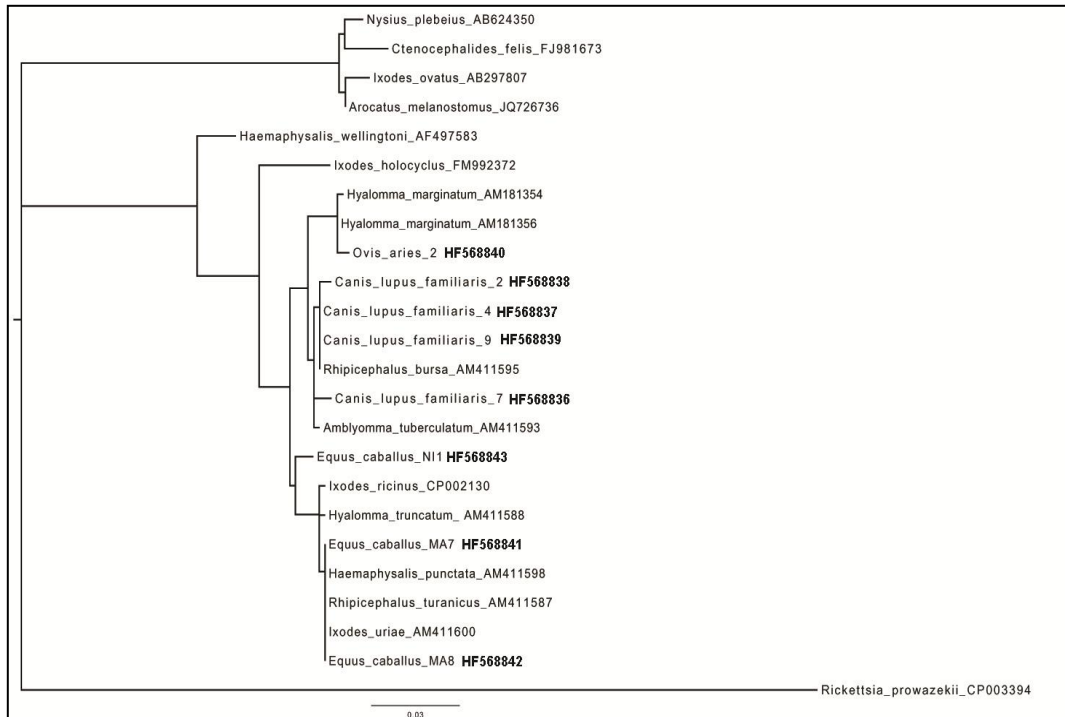 Nysius_plebeius_AB624350
Ctenocephalides_felis_FJ981673
Ixodes_ovatus_AB297807
Arocatus_melanostomus_JQ726736
Haemaphysalis_wellingtoni_AF497583
Ixodes_holocyclus_FM992372
Hyalomma_marginatum_AM181354
Hyalomma_marginatum_AM181356
Ovis_aries_2 HF568840
Canis_lupus_familiaris_2 HF568838
Canis_lupus_familiaris_4 HF568837
Canis_lupus_familiaris_9 HF568839
Rhipicephalus_bursa_AM411595
Canis_lupus_familiaris_7 HF568836
Amblyomma_tuberculatum_AM411593
Equus_caballus_NI1 HF568843
Ixodes_ricinus_CP002130
Hyalomma_truncatum_ AM411588
Equus_caballus_MA7 HF568841
Haemaphysalis_punctata_AM411598
Rhipicephalus_turanicus_AM411587
Ixodes_uriae_AM411600
Equus_caballus_MA8 HF568842
Rickettsia_prowazekii_CP003394
0.03